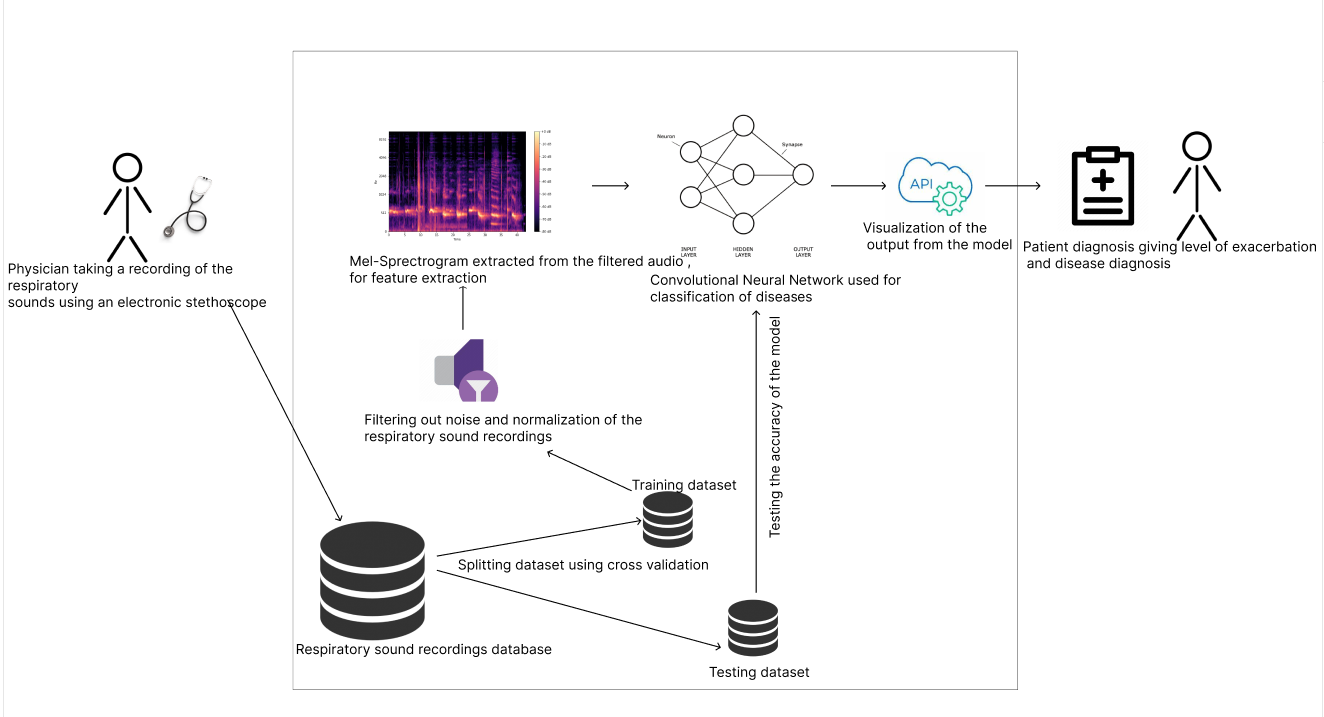 Physician taking a recording of the
respiratory
sounds using an electronic stethoscope
Mel-Sprectrogram extracted from the filtered audio ,
for feature extraction
Neuron
Synapse
INPUT
LAYER
HIDDEN
LAYER
OUTPUT
LAYER
Convolutional Neural Network used for
classification of diseases
API
Visualization of the
output from the model
Patient diagnosis giving level of exacerbation
and disease diagnosis
Filtering out noise and normalization of the
respiratory sound recordings
Training dataset
Testing the accuracy of the model
Splitting dataset using cross validation
Respiratory sound recordings database
Testing dataset